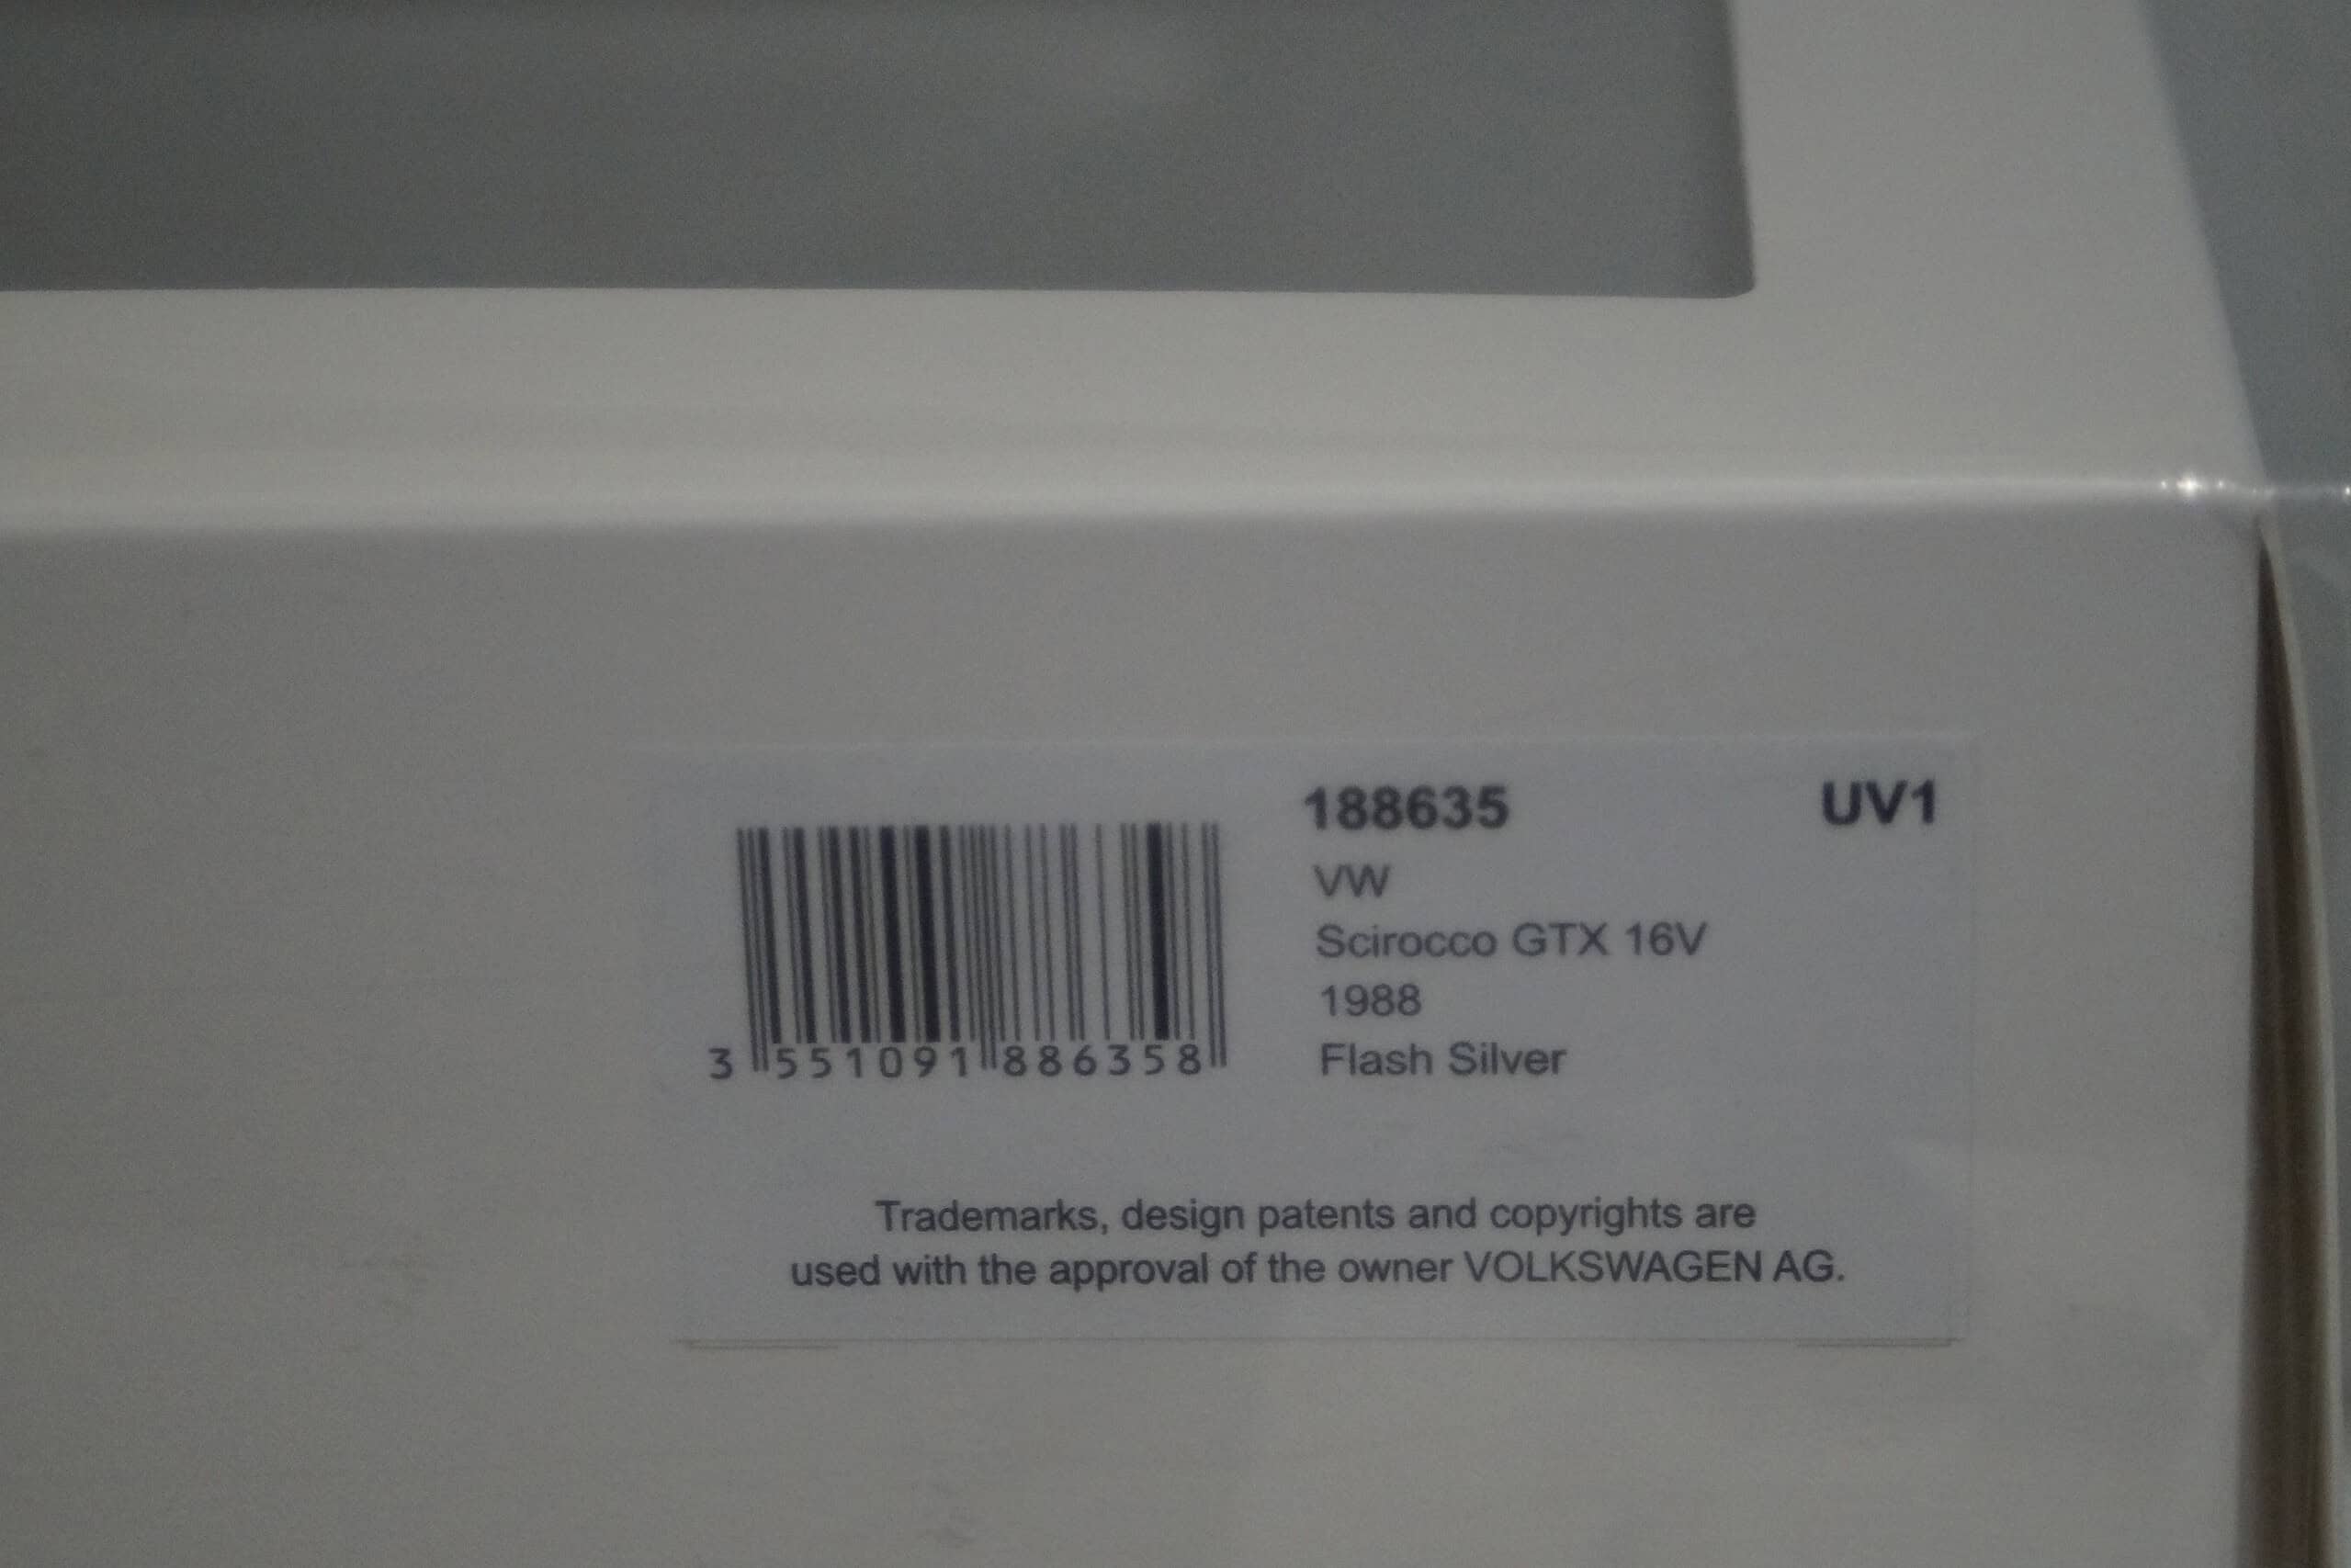 188635 UV1
VW
Scirocco GTX 16V
1988
Flash Silver
3 551091 886358
Trademarks, design patents and copyrights are
used with the approval of the owner VOLKSWAGEN AG.